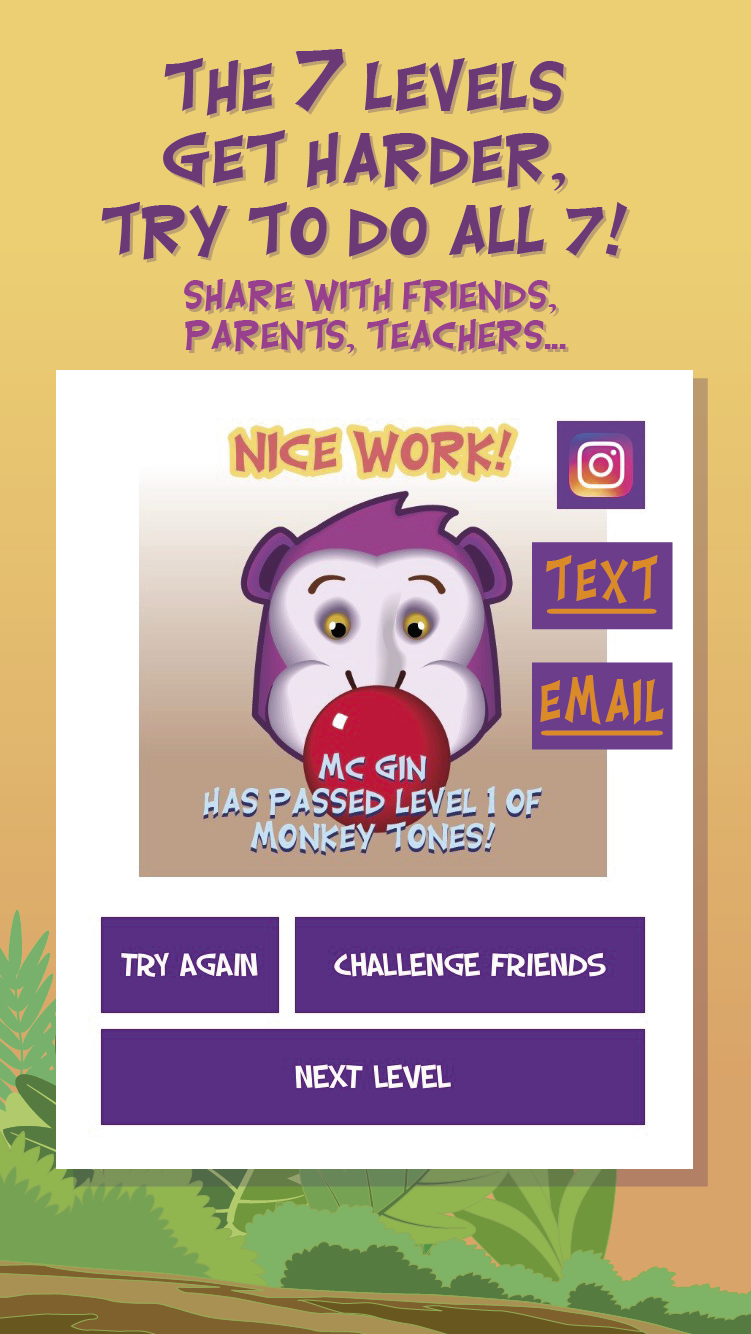 THE 7 LEVELS
GET HARDER,
TRY TO DO ALL 7!
SHARE WITH FRIENDS,
PARENTS, TEACHERS...
NICE WORK!
TEXT
EMAIL
MC GIN
HAS PASSED LEVEL 1 OF
MONKEY TONES!
TRY AGAIN
CHALLENGE FRIENDS
NEXT LEVEL